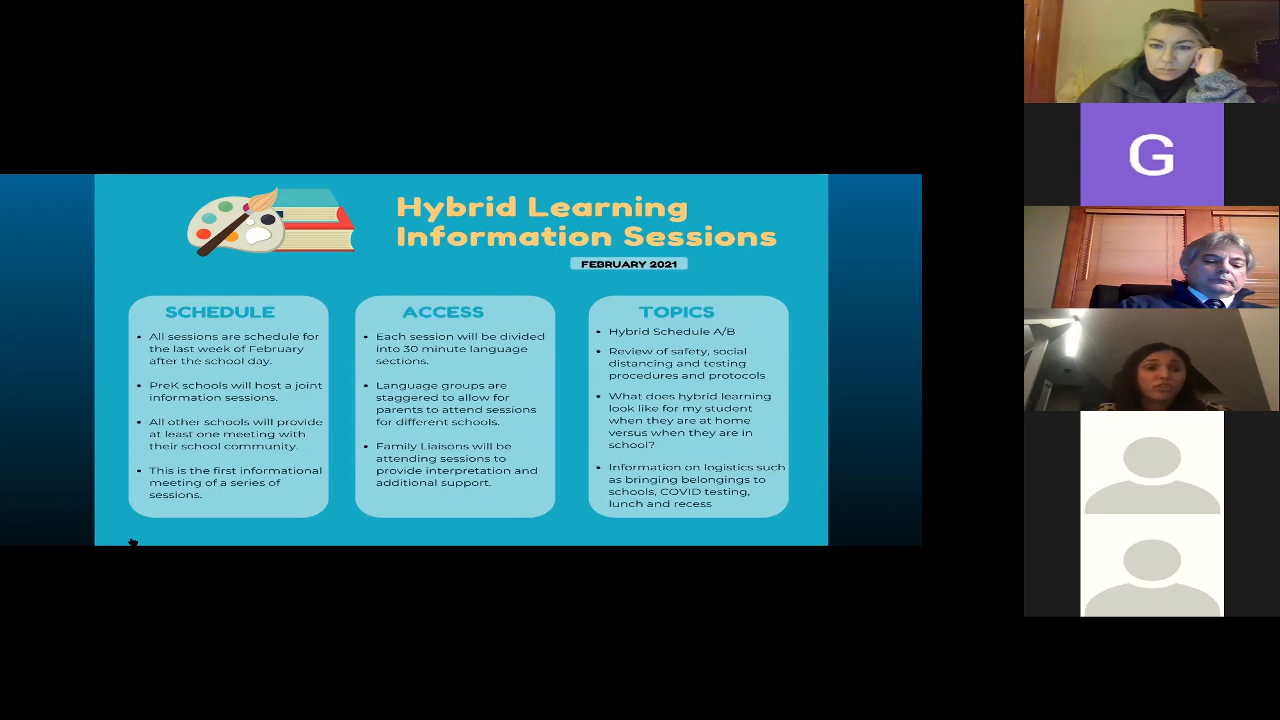 Hybrid Learning
Information Sessions
FEBRUARY 2021
SCHEDULE
• All sessions are schedule for
the last week of February
after the school day.
• PreK schools will host a joint
information sessions.
• All other schools will provide
at least one meeting with
their school community.
• This is the first informational
meeting of a series of
sessions.
ACCESS
• Each session will be divided
into 30 minute language
sections.
• Language groups are
staggered to allow for
parents to attend sessions
for different schools.
• Family Liaisons will be
attending sessions to
provide interpretation and
additional support.
TOPICS
• Hybrid Schedule A/B
• Review of safety, social
distancing and testing
procedures and protocols
• What does hybrid learning
look like for my student
when they are at home
versus when they are in
school?
• Information on logistics such
as bringing belongings to
schools, COVID testing,
lunch and recess
G